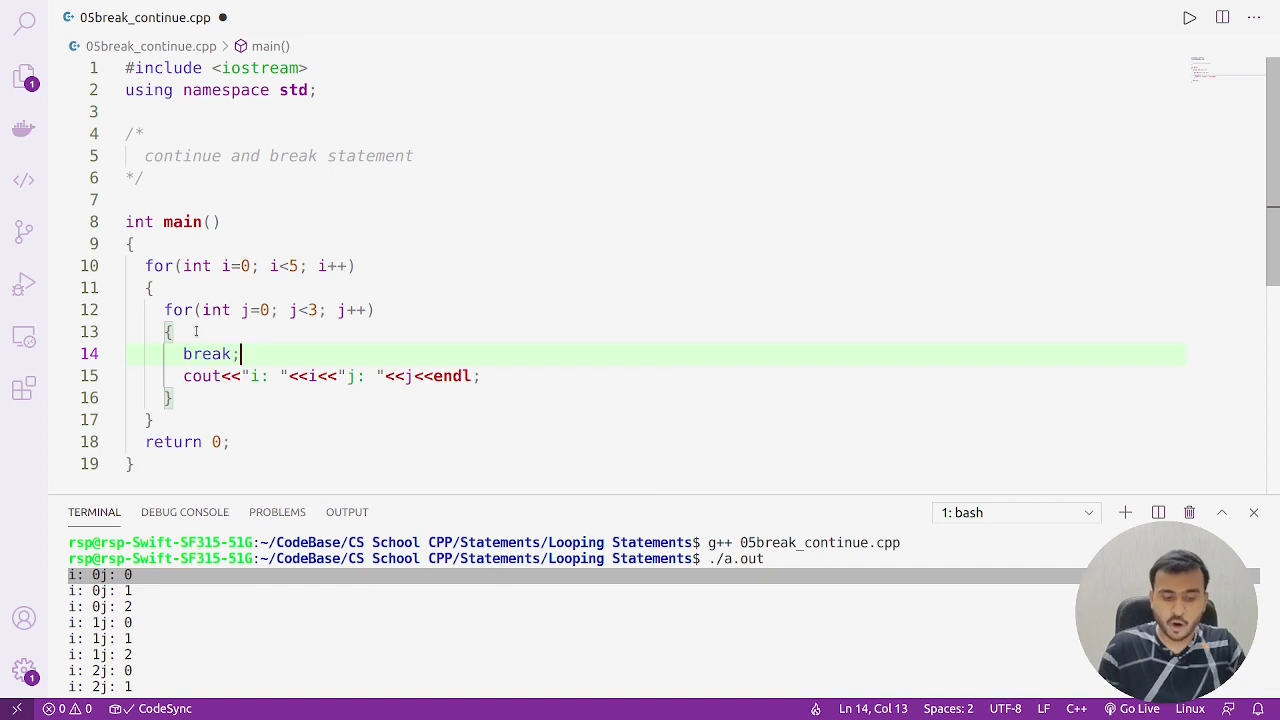 05break_continue.cpp
05break_continue.cpp > main()
1 #include <iostream>
2 using namespace std;
3
4 /*
5 continue and break statement
6 */
7
8 int main()
9 {
10 for(int i=0; i<5; i++)
11 {
12 for(int j=0; j<3; j++)
13 {
14 break;
15 cout<<"i: "<<i<<"j: "<<j<<endl;
16 }
17 }
18 return 0;
19 }
TERMINAL DEBUG CONSOLE PROBLEMS OUTPUT 1: bash
rsp@rsp-Swift-SF315-51G:~/CodeBase/CS School CPP/Statements/Looping Statements$ g++ 05break_continue.cpp
rsp@rsp-Swift-SF315-51G:~/CodeBase/CS School CPP/Statements/Looping Statements$ ./a.out
i: 0j: 0
i: 0j: 1
i: 0j: 2
i: 1j: 0
i: 1j: 1
i: 1j: 2
i: 2j: 0
i: 2j: 1
1
1
0 0 CodeSync Ln 14, Col 13 Spaces: 2 UTF-8 LF C++ Go Live Linux